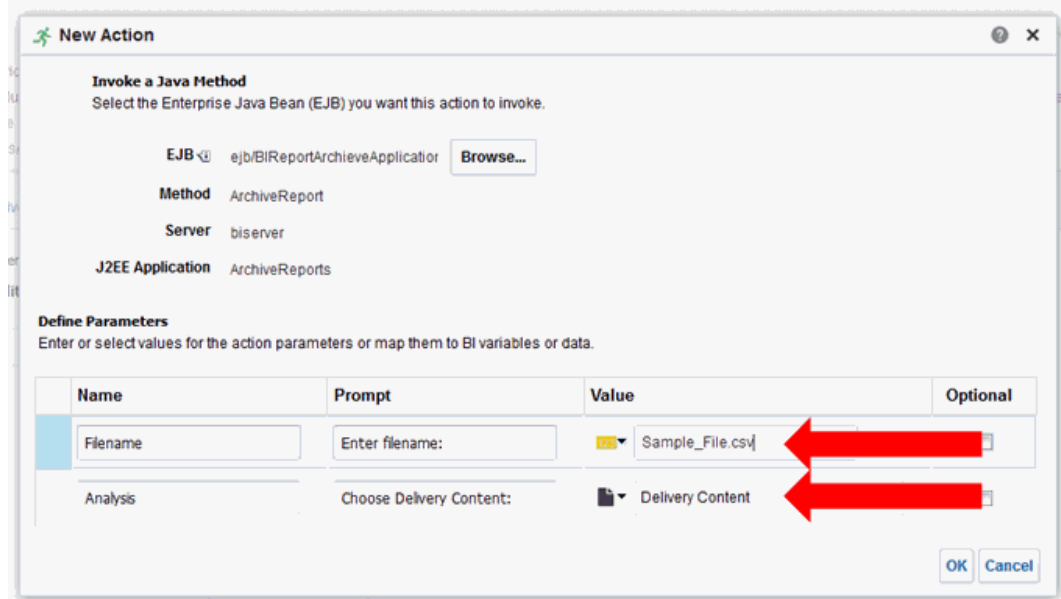 New Action
Invoke a Java Method
Select the Enterprise Java Bean (EJB) you want this action to invoke.
EJB ejb/BIReportArchieveApplication Browse...
Method ArchiveReport
Server biserver
J2EE Application ArchiveReports
Define Parameters
Enter or select values for the action parameters or map them to BI variables or data.
Name Prompt Value Optional
Filename Enter filename: 123 Sample_File.csv
Analysis Choose Delivery Content: Delivery Content
OK Cancel